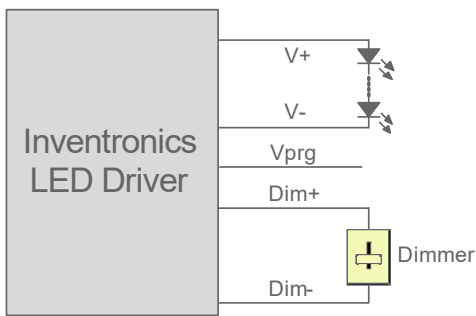 Inventronics
LED Driver
V+
V-
Vprg
Dim+
Dimmer
Dim-